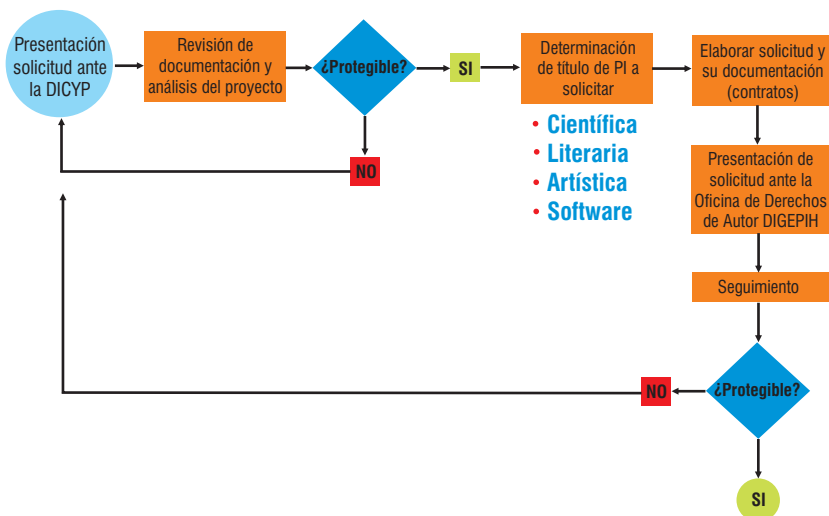 Presentación
solicitud ante
la DICYP
Revisión de
documentación y
análisis del proyecto
¿Protegible?
SI
Determinación
de título de PI a
solicitar
Elaborar solicitud y
su documentación
(contratos)
• Científica
• Literaria
• Artística
• Software
NO
Presentación de
solicitud ante la
Oficina de Derechos
de Autor DIGEPIH
Seguimiento
¿Protegible?
NO
SI